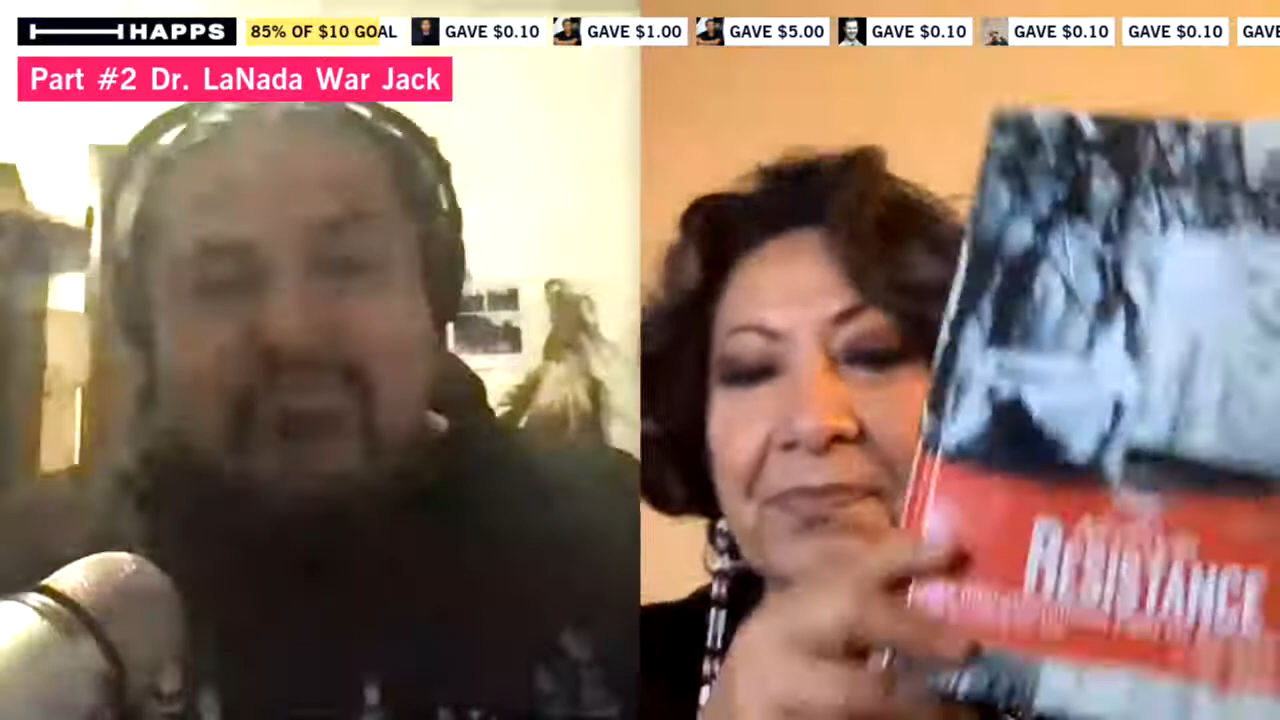 HAPPS 85% OF $10 GOAL GAVE $0.10 GAVE $1.00 GAVE $5.00 GAVE $0.10 GAVE $0.10 GAVE $0.10 GAVE
Part #2 Dr. LaNada War Jack
RESISTANCE